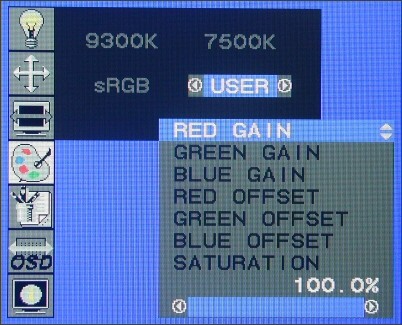 9300K 7500K
sRGB USER
RED GAIN
GREEN GAIN
BLUE GAIN
RED OFFSET
GREEN OFFSET
BLUE OFFSET
SATURATION
100.0%
OSD